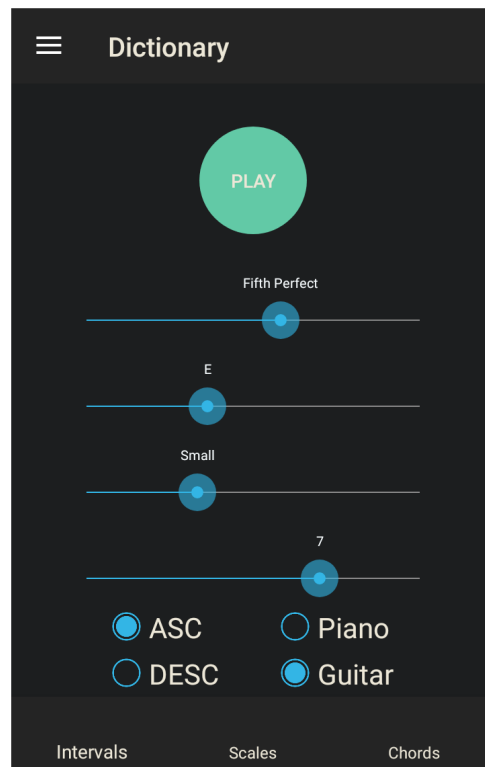 Dictionary
PLAY
Fifth Perfect
E
Small
7
ASC Piano
DESC Guitar
Intervals Scales Chords